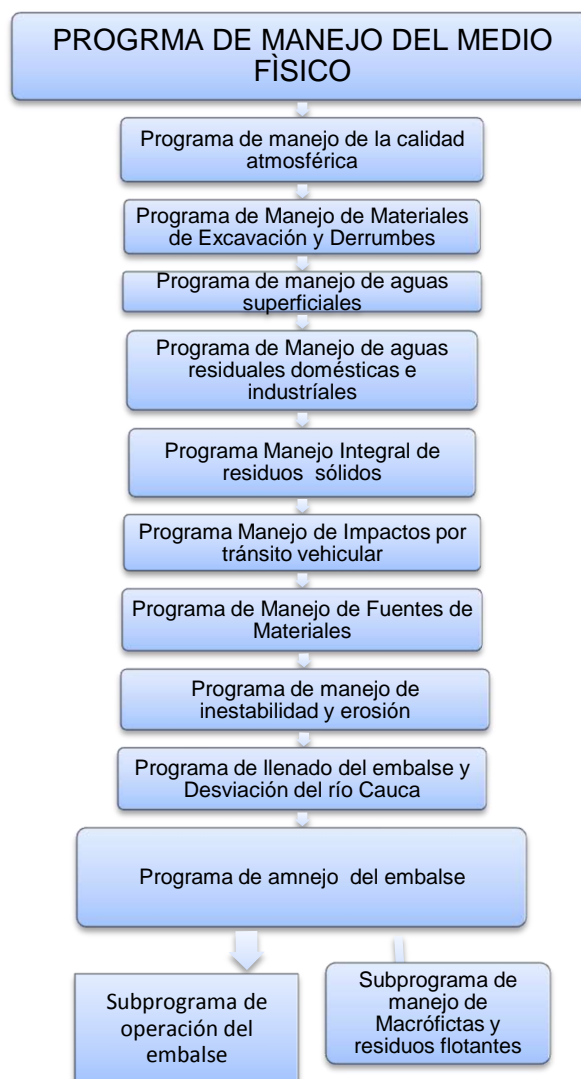 PROGRMA DE MANEJO DEL MEDIO
FÌSICO
Programa de manejo de la calidad
atmosférica
Programa de Manejo de Materiales
de Excavación y Derrumbes
Programa de manejo de aguas
superficiales
Programa de Manejo de aguas
residuales domésticas e
industríales
Programa Manejo Integral de
residuos sólidos
Programa Manejo de Impactos por
tránsito vehicular
Programa de Manejo de Fuentes de
Materiales
Programa de manejo de
inestabilidad y erosión
Programa de llenado del embalse y
Desviación del río Cauca
Programa de amnejo del embalse
Subprograma de
operación del
embalse
Subprograma de
manejo de
Macrófictas y
residuos flotantes